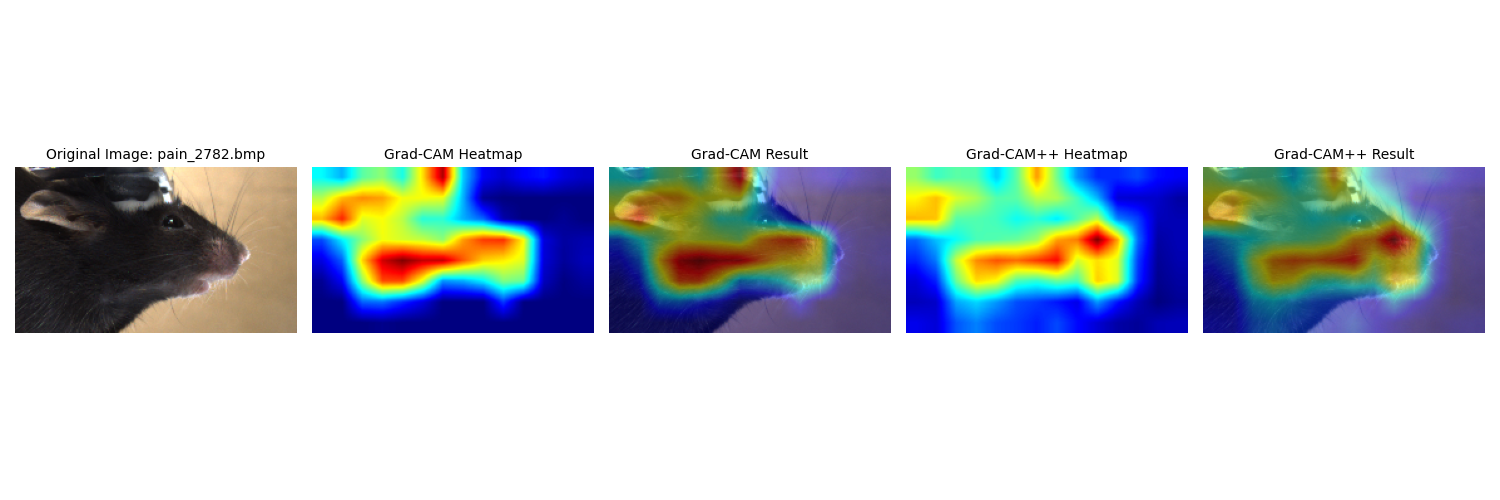 Original Image: pain_2782.bmp
Grad-CAM Heatmap
Grad-CAM Result
Grad-CAM++ Heatmap
Grad-CAM++ Result